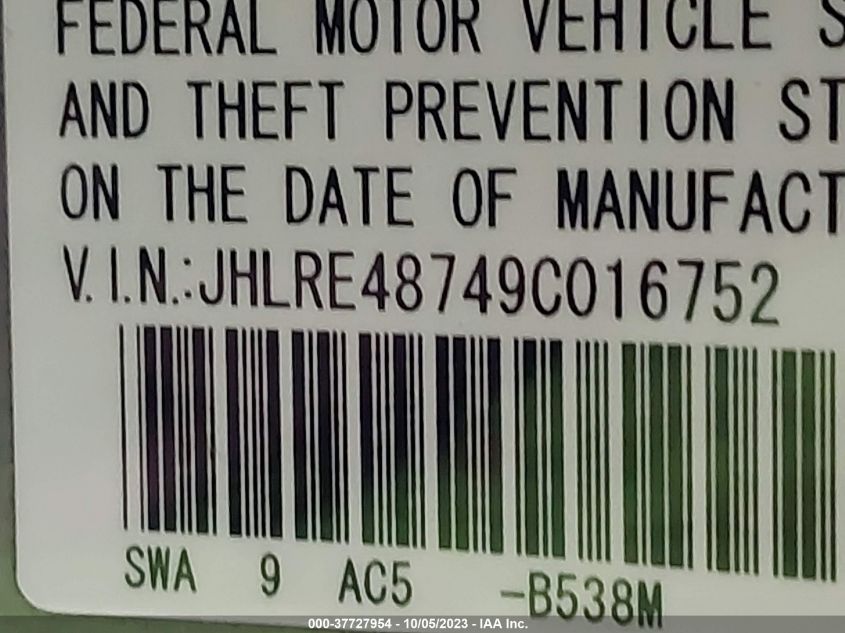 FEDERAL MOTOR VEHICLE S
AND THEFT PREVENTION ST
ON THE DATE OF MANUFACT
V.I.N.:JHLRE48749C016752
SWA 9 AC5 -B538M
000-37727954 - 10/05/2023 - IAA Inc.